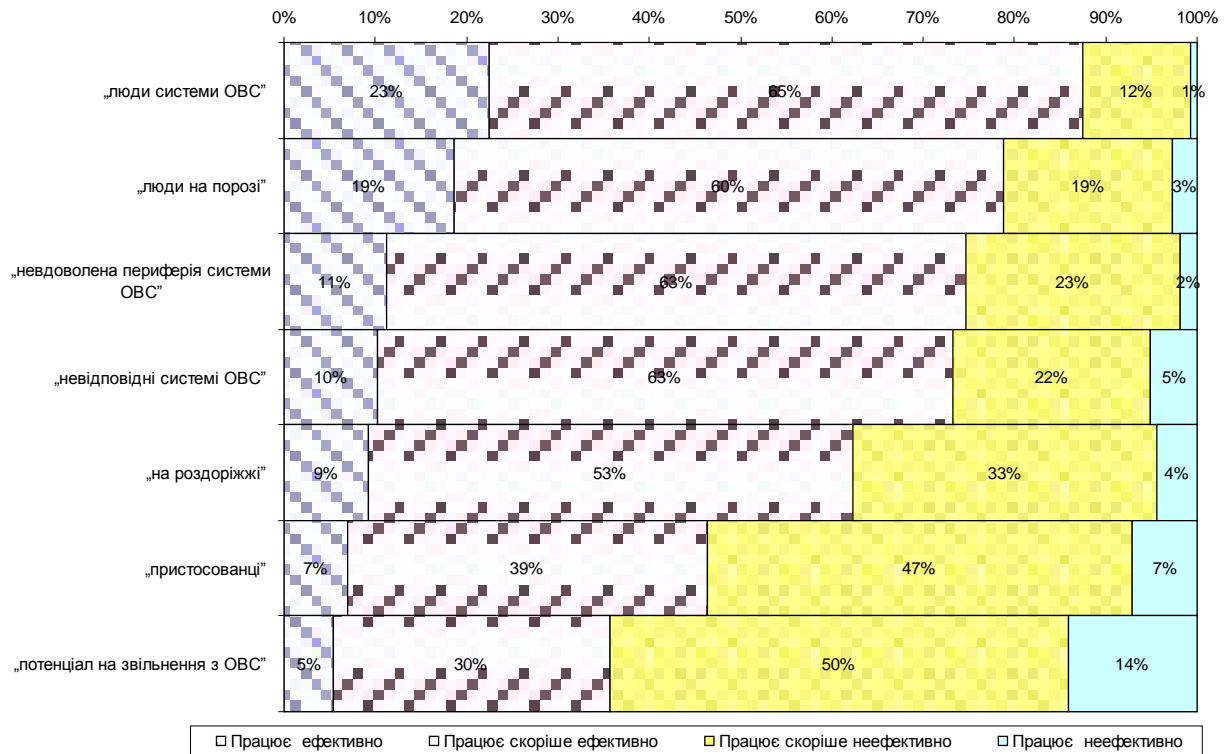 0% 10% 20% 30% 40% 50% 60% 70% 80% 90% 100%
„люди системи ОВС” 23% 65% 12% 1%
„люди на порозі” 19% 60% 19% 3%
„невдоволена периферія системи
ОВС” 11% 63% 23% 2%
„невідповідні системі ОВС” 10% 63% 22% 5%
„на роздоріжжі” 9% 53% 33% 4%
„пристосованці” 7% 39% 47% 7%
„потенціал на звільнення з ОВС” 5% 30% 50% 14%
Працює ефективно Працює скоріше ефективно Працює скоріше неефективно Працює неефективно